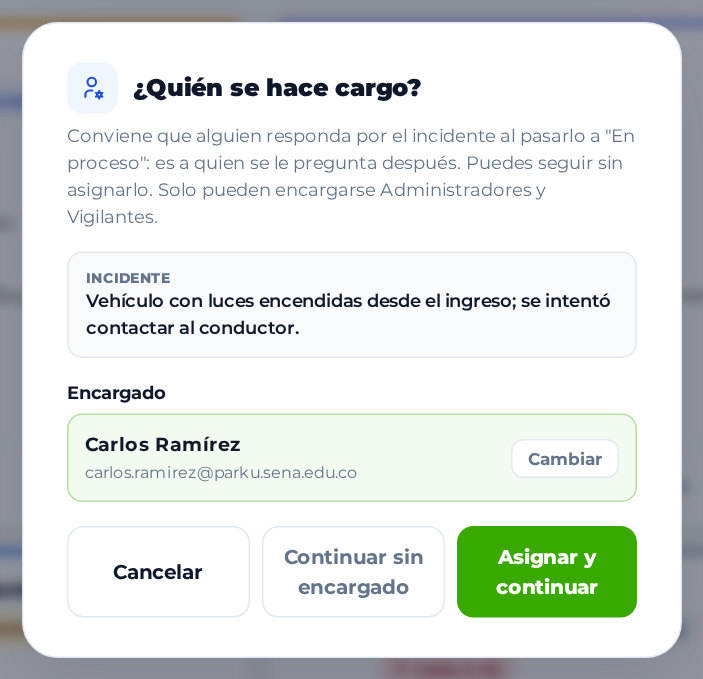 ¿Quién se hace cargo?
Conviene que alguien responda por el incidente al pasarlo a "En
proceso": es a quien se le pregunta después. Puedes seguir sin
asignarlo. Solo pueden encargarse Administradores y
Vigilantes.
INCIDENTE
Vehículo con luces encendidas desde el ingreso; se intentó
contactar al conductor.
Encargado
Carlos Ramírez
carlos.ramirez@parku.sena.edu.co
Cambiar
Cancelar
Continuar sin
encargado
Asignar y
continuar